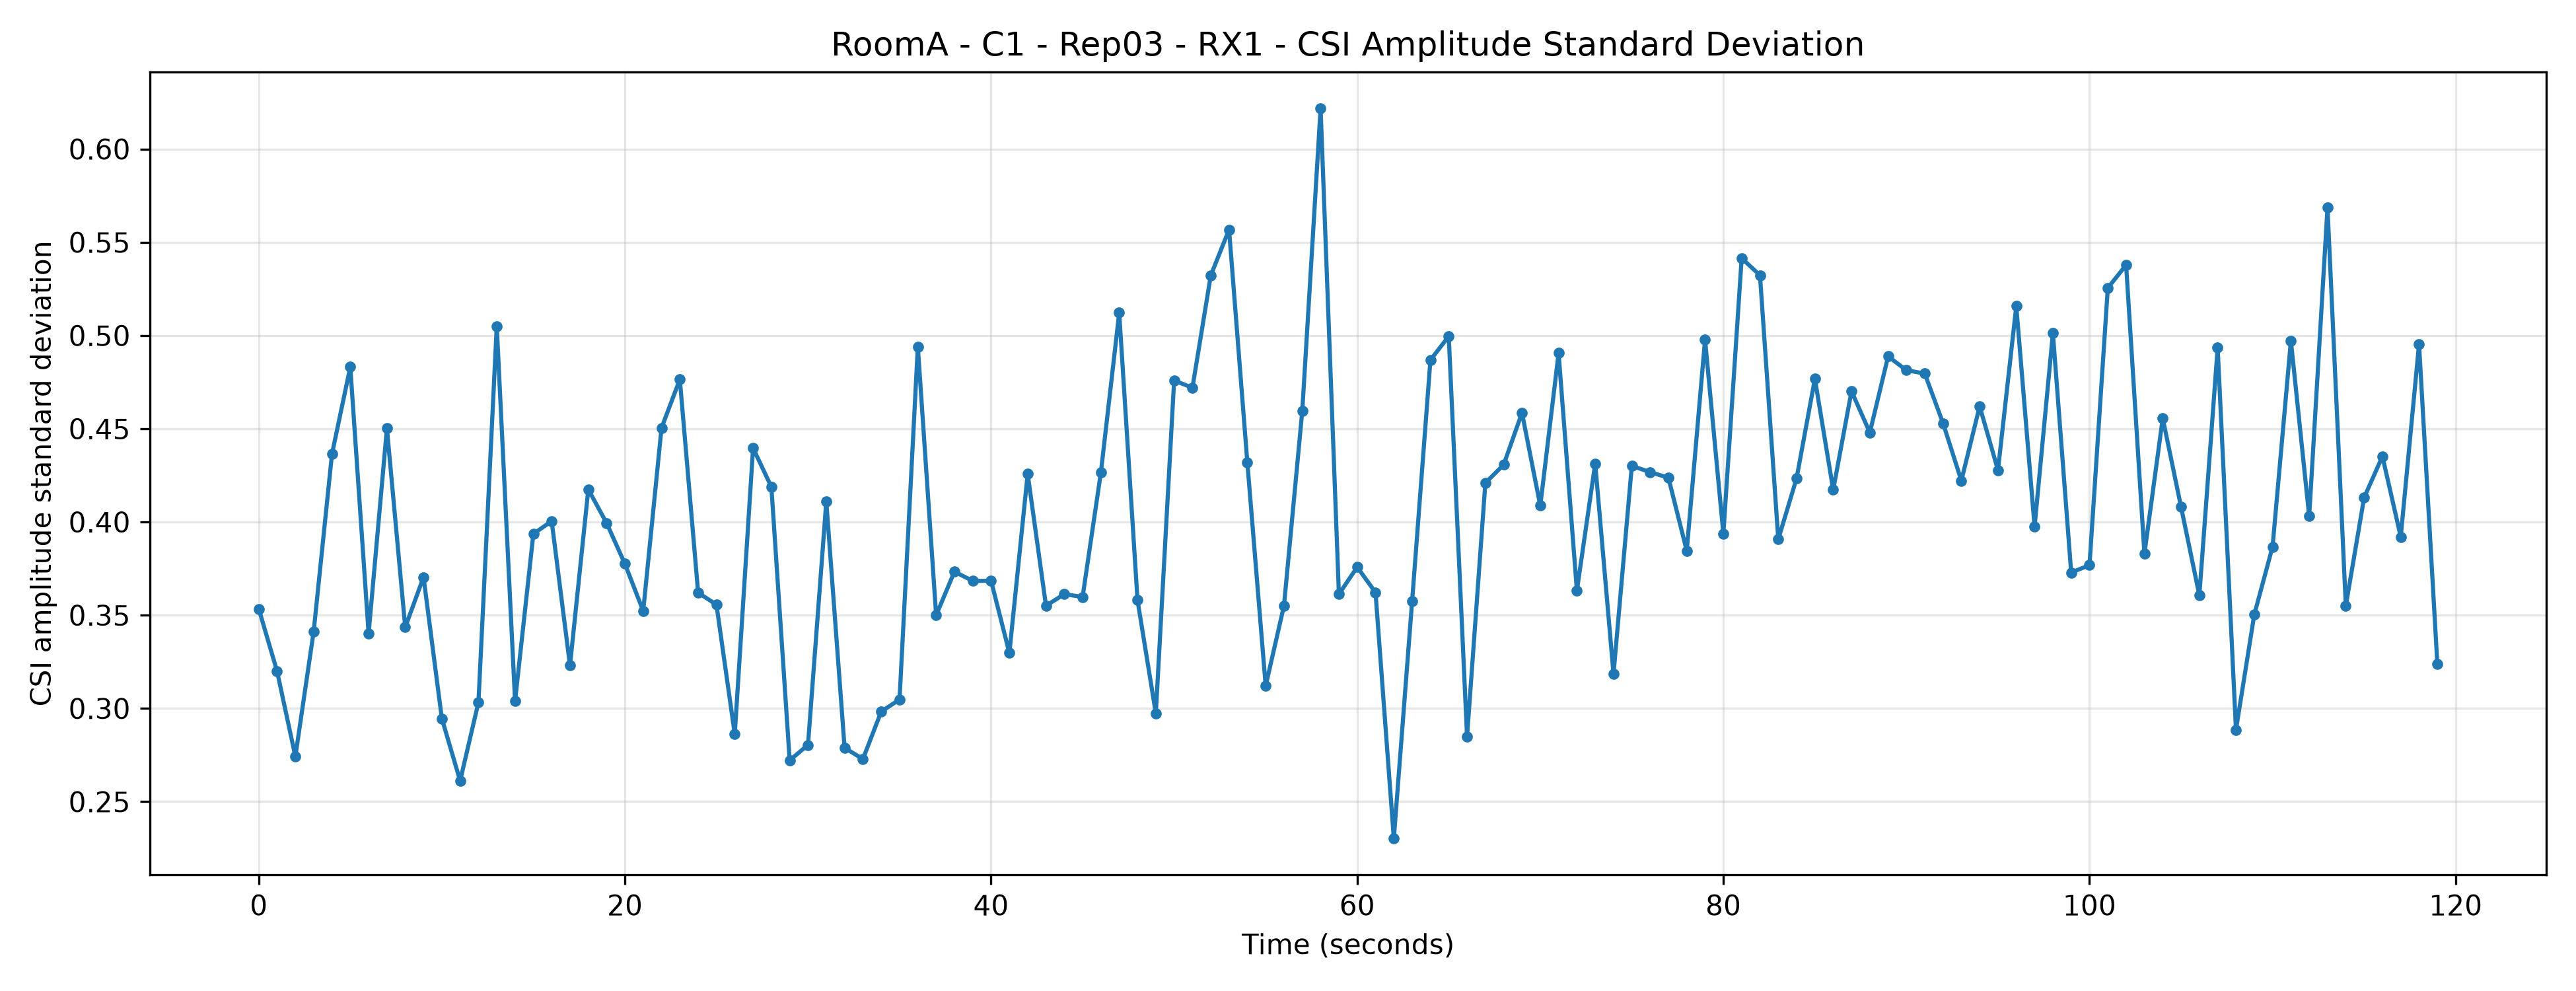 RoomA - C1 - Rep03 - RX1 - CSI Amplitude Standard Deviation
CSI amplitude standard deviation
0.60
0.55
0.50
0.45
0.40
0.35
0.30
0.25
0 20 40 60 80 100 120
Time (seconds)